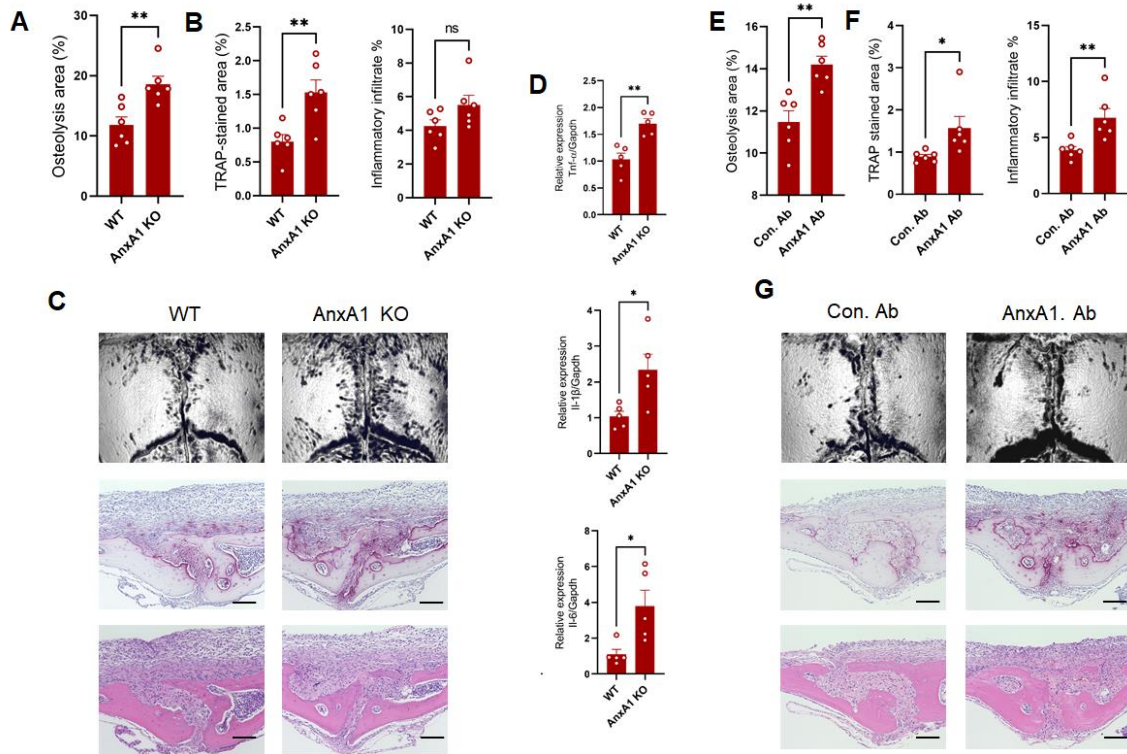 A
Osteolysis area (%)
**
30
20
10
0
WT
AnxA1 KO
B
TRAP-stained area (%)
**
2.5
2.0
1.5
1.0
0.5
0.0
WT
AnxA1 KO
Inflammatory infiltrate %
ns
10
8
6
4
2
0
WT
AnxA1 KO
C
WT
AnxA1 KO
D
Relative expression
Tnf-α/Gapdh
**
2.5
2.0
1.5
1.0
0.5
0.0
WT
AnxA1 KO
Relative expression
Il-1β/Gapdh
*
4
3
2
1
0
WT
AnxA1 KO
Relative expression
Il-6/Gapdh
*
8
6
4
2
0
WT
AnxA1 KO
E
Osteolysis area (%)
**
16
14
12
10
8
Con. Ab
AnxA1 Ab
F
TRAP stained area (%)
*
4
3
2
1
0
Con. Ab
AnxA1 Ab
Inflammatory infiltrate %
**
15
10
5
0
Con. Ab
AnxA1 Ab
G
Con. Ab
AnxA1. Ab